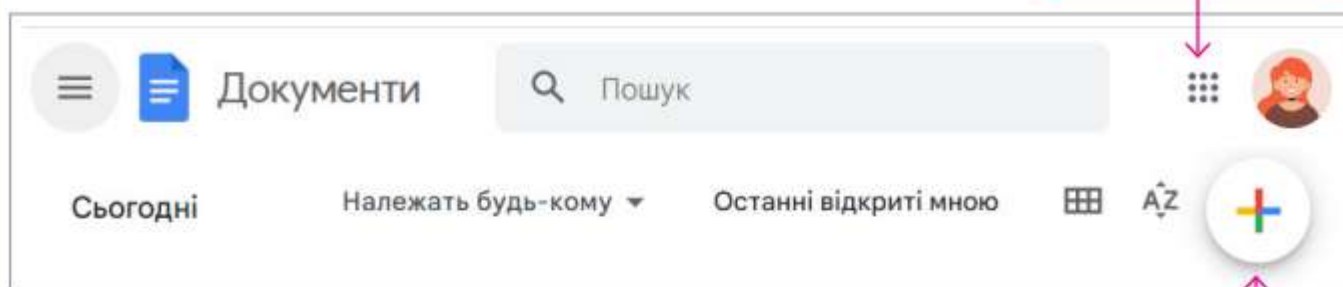 Документи Пошук
Сьогодні Належать будь-кому Останні відкриті мною AZ